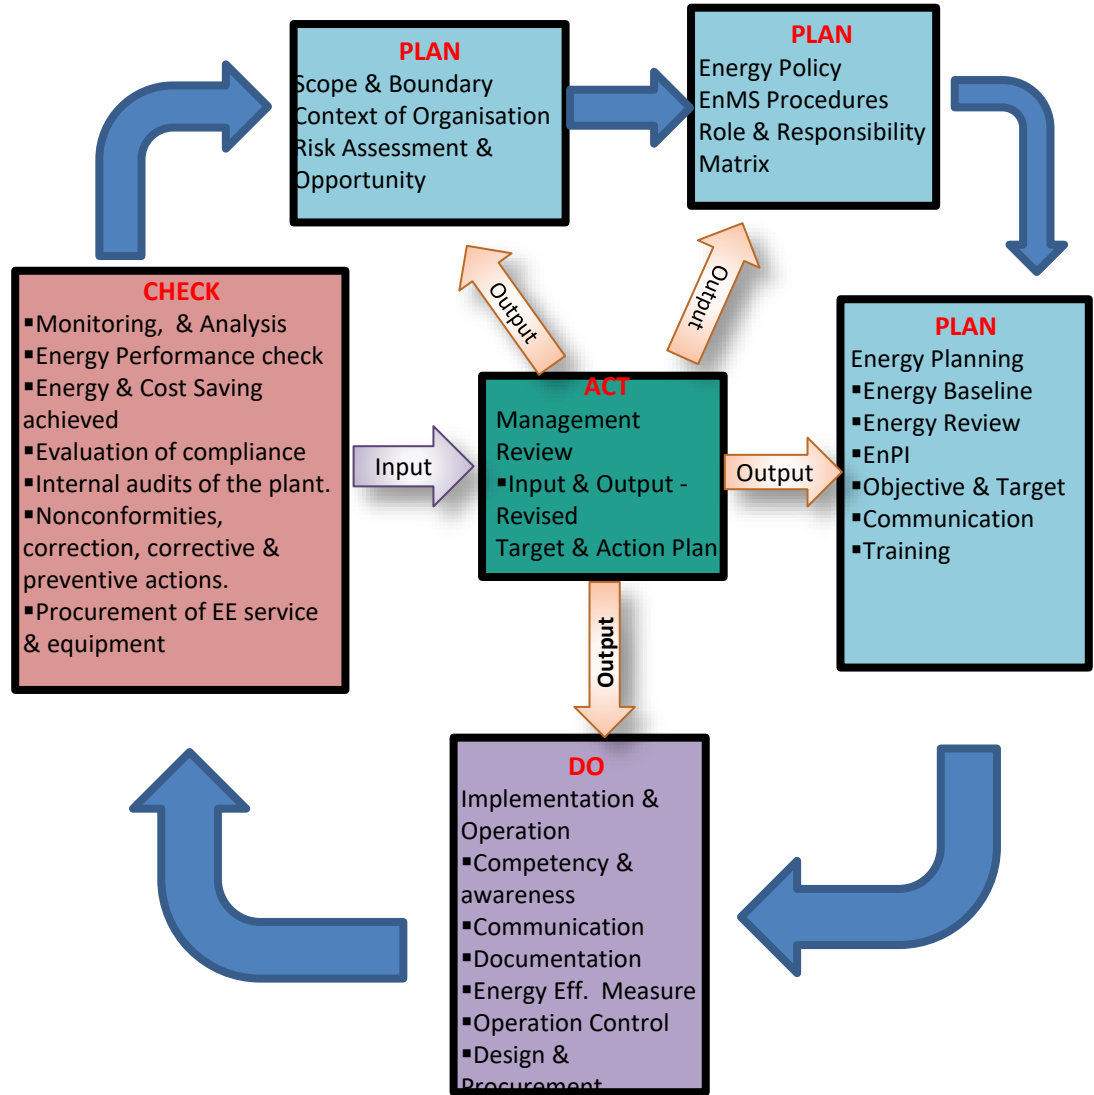 PLAN
Scope & Boundary
Context of Organisation
Risk Assessment &
Opportunity
PLAN
Energy Policy
EnMS Procedures
Role & Responsibility
Matrix
Output
Output
CHECK
▪Monitoring, & Analysis
▪Energy Performance check
▪Energy & Cost Saving
achieved
▪Evaluation of compliance
▪Internal audits of the plant.
▪Nonconformities,
correction, corrective &
preventive actions.
▪Procurement of EE service
& equipment
Input
ACT
Management
Review
▪Input & Output -
Revised
Target & Action Plan
Output
PLAN
Energy Planning
▪Energy Baseline
▪Energy Review
▪EnPI
▪Objective & Target
▪Communication
▪Training
Output
DO
Implementation &
Operation
▪Competency &
awareness
▪Communication
▪Documentation
▪Energy Eff. Measure
▪Operation Control
▪Design &
Procurement